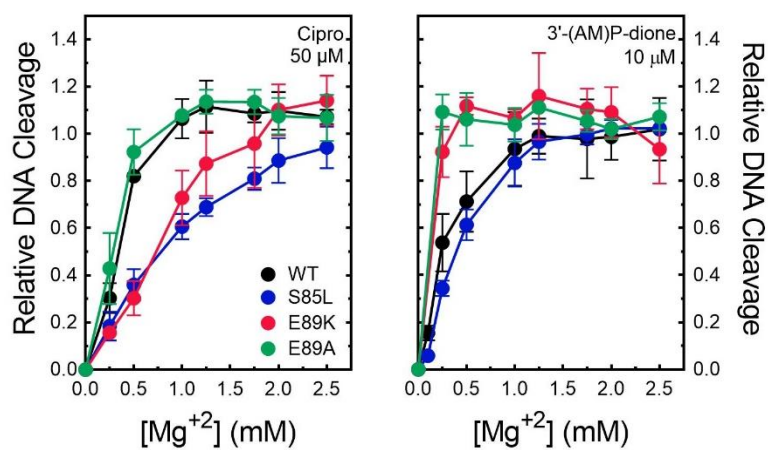 Relative DNA Cleavage
1.4
1.2
1.0
0.8
0.6
0.4
0.2
0.0
Cipro
50 µM
WT
S85L
E89K
E89A
0.0 0.5 1.0 1.5 2.0 2.5
[Mg+2] (mM)
3'-(AM)P-dione
10 µM
0.0 0.5 1.0 1.5 2.0 2.5
[Mg+2] (mM)
1.4
1.2
1.0
0.8
0.6
0.4
0.2
0.0
Relative DNA Cleavage